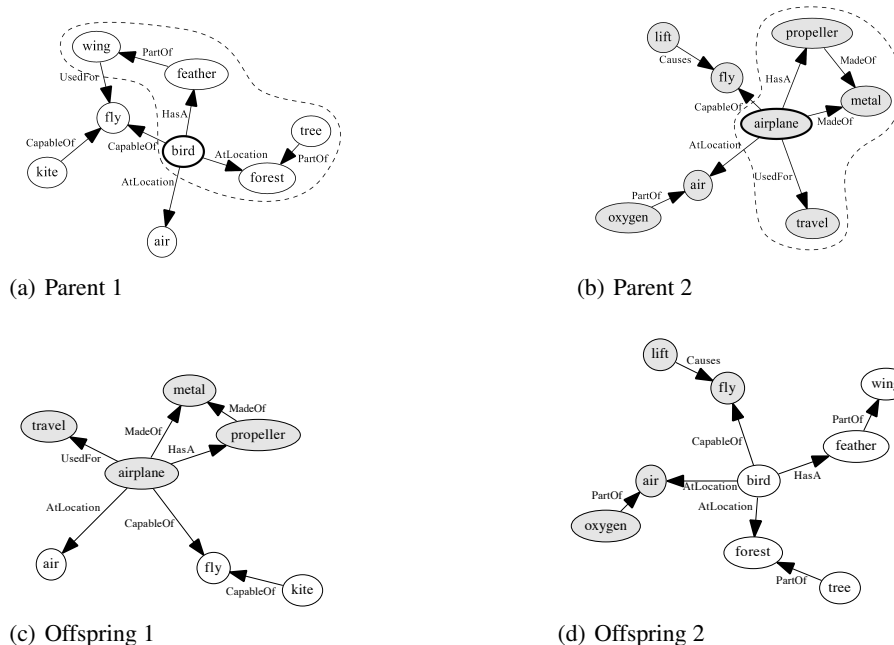 wing
PartOf
feather
UsedFor
HasA
fly
tree
CapableOf
CapableOf
bird
AtLocation
PartOf
kite
forest
AtLocation
air
(a) Parent 1
lift
propeller
Causes
MadeOf
fly
HasA
metal
CapableOf
airplane
MadeOf
AtLocation
UsedFor
air
PartOf
oxygen
travel
(b) Parent 2
metal
travel
MadeOf
MadeOf
propeller
UsedFor
HasA
airplane
AtLocation
CapableOf
air
fly
CapableOf
kite
(c) Offspring 1
lift
Causes
fly
wing
PartOf
CapableOf
feather
air
bird
HasA
AtLocation
PartOf
AtLocation
oxygen
forest
PartOf
tree
(d) Offspring 2